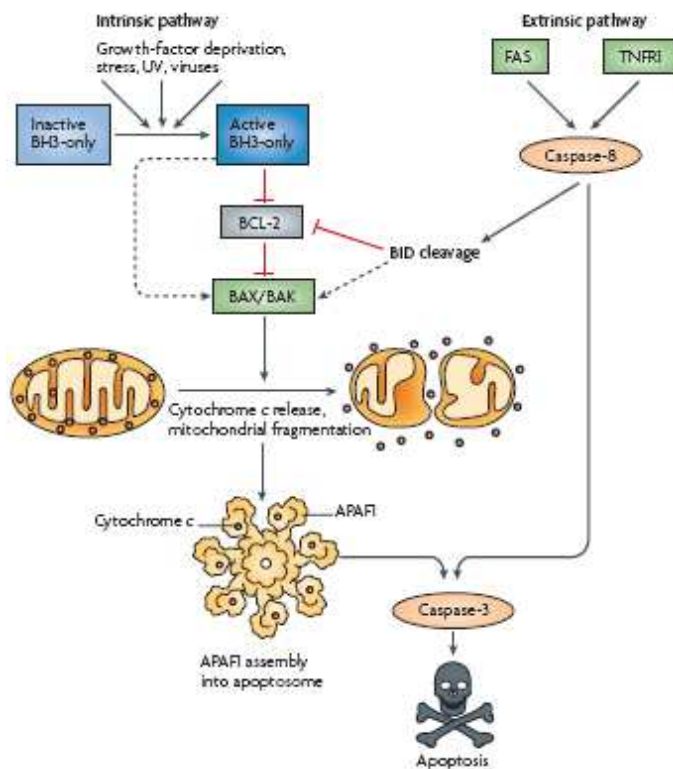 Intrinsic pathway
Growth-factor deprivation,
stress, UV, viruses
Extrinsic pathway
FAS
TNFR1
Inactive
BH3-only
Active
BH3-only
Caspase-8
BCL-2
BID cleavage
BAX/BAK
Cytochrome c release,
mitochondrial fragmentation
Cytochrome c
APAF1
Caspase-3
APAF1 assembly
into apoptosome
Apoptosis